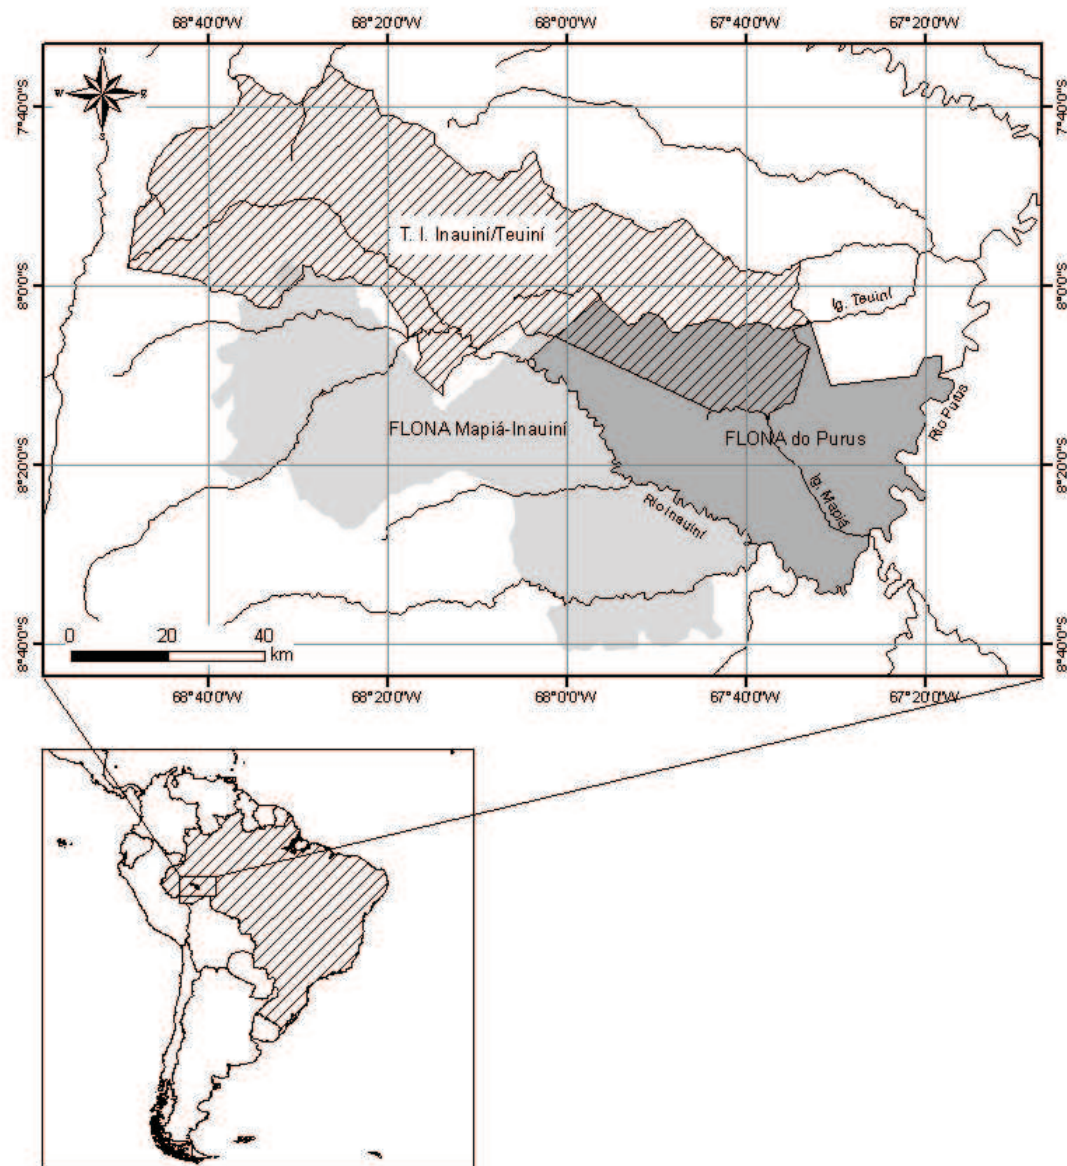 68°40'0"W 68°20'0"W 68°0'0"W 67°40'0"W 67°20'0"W
N
W E
S
7°40'0"S 7°40'0"S
T. I. Inauiní/Teuiní
8°0'0"S 8°0'0"S
Ig. Teuiní
Rio Purus
FLONA Mapiá-Inauiní
FLONA do Purus
8°20'0"S 8°20'0"S
Ig. Mapiá
Rio Inauiní
0 20 40
km
8°40'0"S 8°40'0"S
68°40'0"W 68°20'0"W 68°0'0"W 67°40'0"W 67°20'0"W